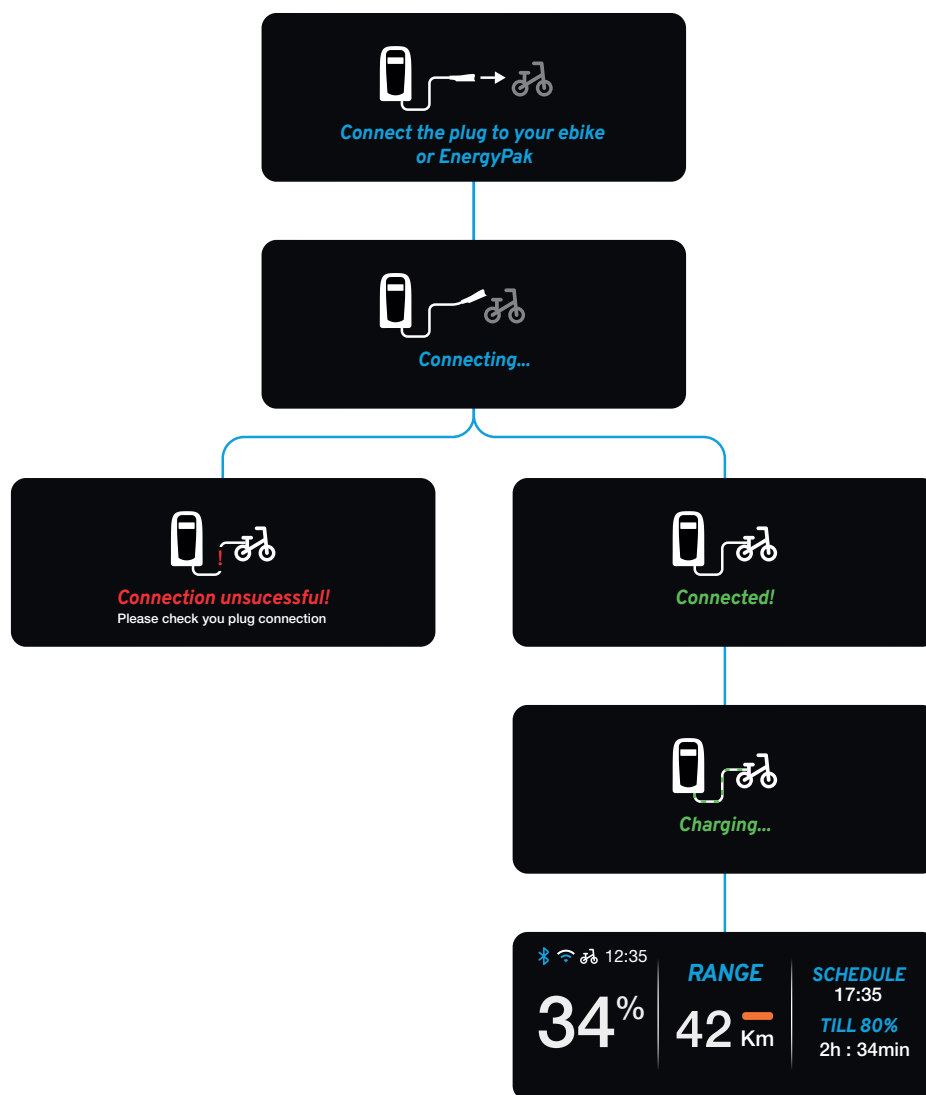 Connect the plug to your ebike
or EnergyPak
Connecting...
Connection unsucessful!
Please check you plug connection
Connected!
Charging...
12:35
34%
RANGE
42 Km
SCHEDULE
17:35
TILL 80%
2h : 34min